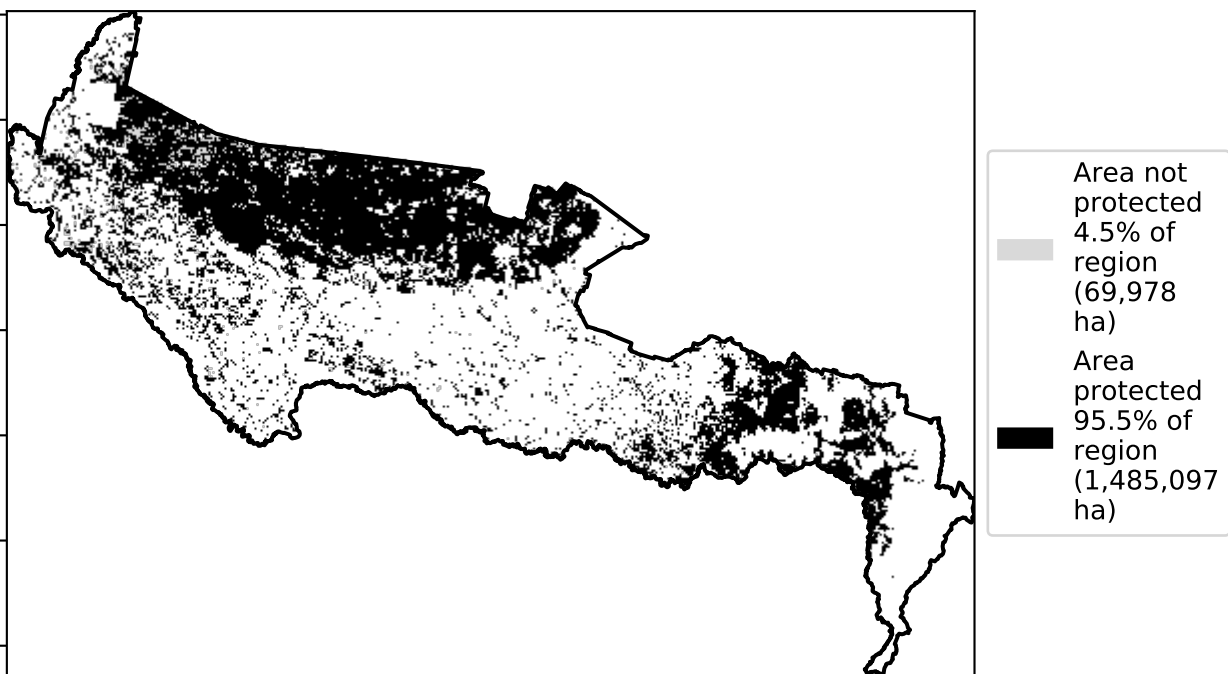 Area not
protected
4.5% of
region
(69,978
ha)
Area
protected
95.5% of
region
(1,485,097
ha)